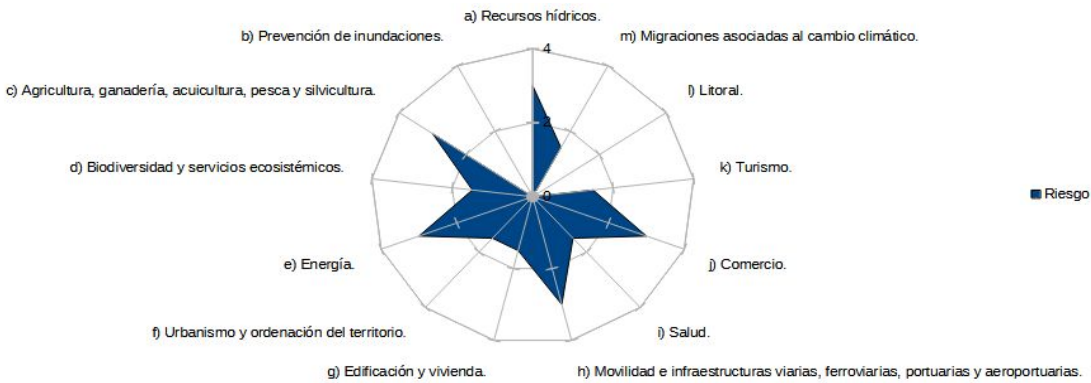 a) Recursos hídricos.
b) Prevención de inundaciones.
m) Migraciones asociadas al cambio climático.
4
c) Agricultura, ganadería, acuicultura, pesca y silvicultura.
l) Litoral.
2
d) Biodiversidad y servicios ecosistémicos.
k) Turismo.
0
Riesgo
e) Energía.
j) Comercio.
f) Urbanismo y ordenación del territorio.
i) Salud.
g) Edificación y vivienda.
h) Movilidad e infraestructuras viarias, ferroviarias, portuarias y aeroportuarias.